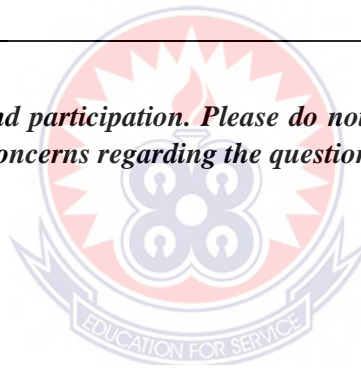 nd participation. Please do not
oncerns regarding the question
EDUCATION FOR SERVICE